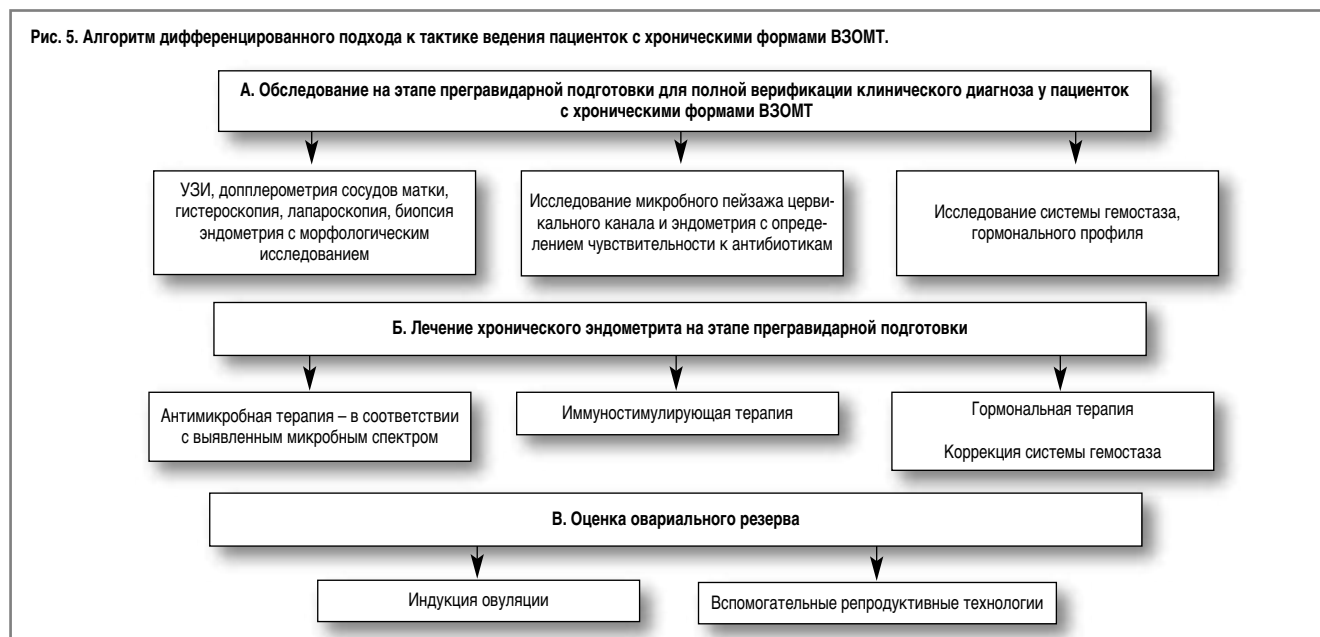 Рис. 5. Алгоритм дифференцированного подхода к тактике ведения пациенток с хроническими формами ВЗОМТ.
А. Обследование на этапе прегравидарной подготовки для полной верификации клинического диагноза у пациенток
с хроническими формами ВЗОМТ
УЗИ, допплерометрия сосудов матки,
гистероскопия, лапароскопия, биопсия
эндометрия с морфологическим
исследованием
Исследование микробного пейзажа церви-
кального канала и эндометрия с опреде-
лением чувствительности к антибиотикам
Исследование системы гемостаза,
гормонального профиля
Б. Лечение хронического эндометрита на этапе прегравидарной подготовки
Антимикробная терапия – в соответствии
с выявленным микробным спектром
Иммуностимулирующая терапия
Гормональная терапия
Коррекция системы гемостаза
В. Оценка овариального резерва
Индукция овуляции
Вспомогательные репродуктивные технологии